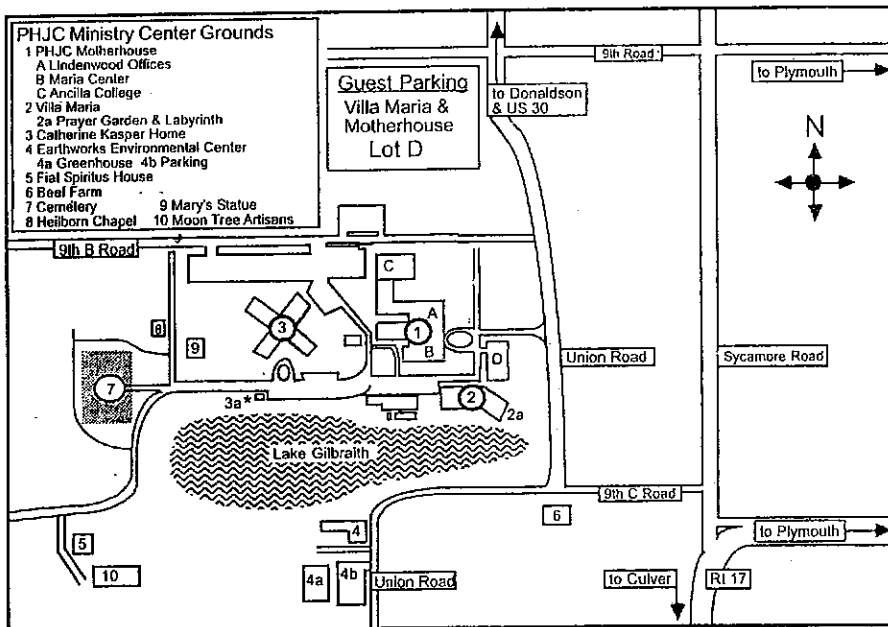 PHJC Ministry Center Grounds
1 PHJC Motherhouse
A Lindenwood Offices
B Maria Center
C Ancilla College
2 Villa Maria
2a Prayer Garden & Labyrinth
3 Catherine Kasper Home
4 Earthworks Environmental Center
4a Greenhouse 4b Parking
5 Fial Spiritus House
6 Beef Farm
7 Cemetery 9 Mary's Statue
8 Heilborn Chapel 10 Moon Tree Artisans
Guest Parking
Villa Maria &
Motherhouse
Lot D
to Donaldson
& US 30
9th Road
to Plymouth
N
9th B Road
C
A
1
B
3
8
9
7
3a*
2
2a
D
Union Road
Sycamore Road
Lake Gilbraith
9th C Road
6
to Plymouth
5
10
4
4a
4b
Union Road
to Culver
Rt 17